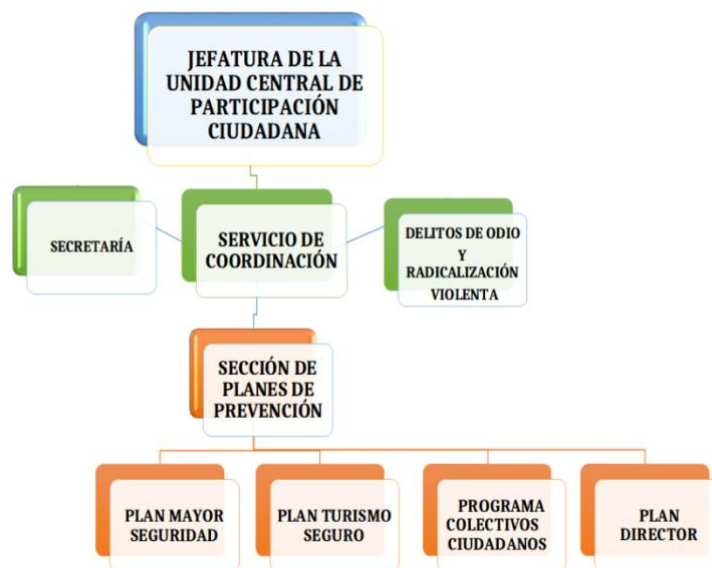 JEFATURA DE LA
UNIDAD CENTRAL DE
PARTICIPACIÓN
CIUDADANA
SECRETARÍA
SERVICIO DE
COORDINACIÓN
DELITOS DE ODIO
Y
RADICALIZACIÓN
VIOLENTA
SECCIÓN DE
PLANES DE
PREVENCIÓN
PLAN MAYOR
SEGURIDAD
PLAN TURISMO
SEGURO
PROGRAMA
COLECTIVOS
CIUDADANOS
PLAN
DIRECTOR